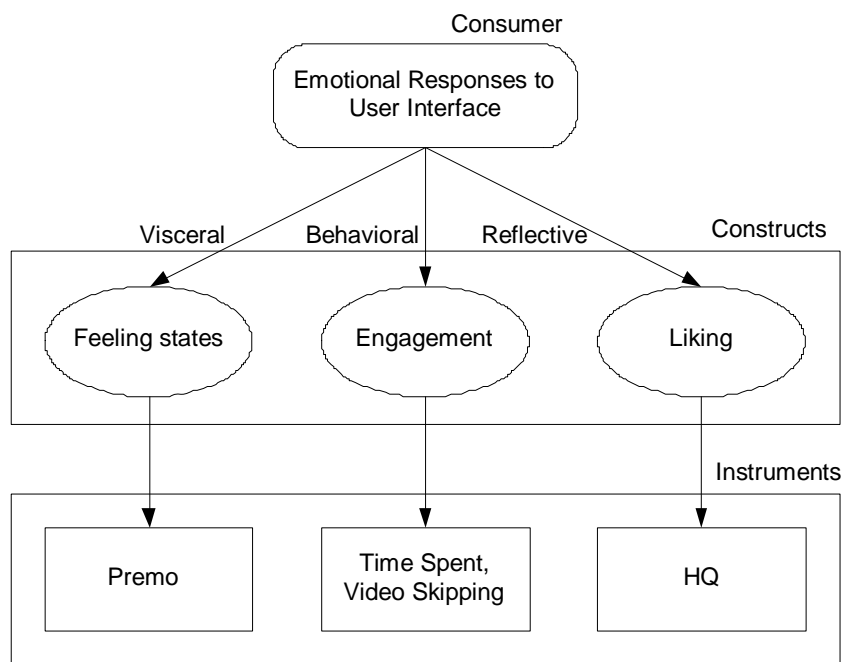 Consumer
Emotional Responses to
User Interface
Visceral
Behavioral
Reflective
Constructs
Feeling states
Engagement
Liking
Instruments
Premo
Time Spent,
Video Skipping
HQ